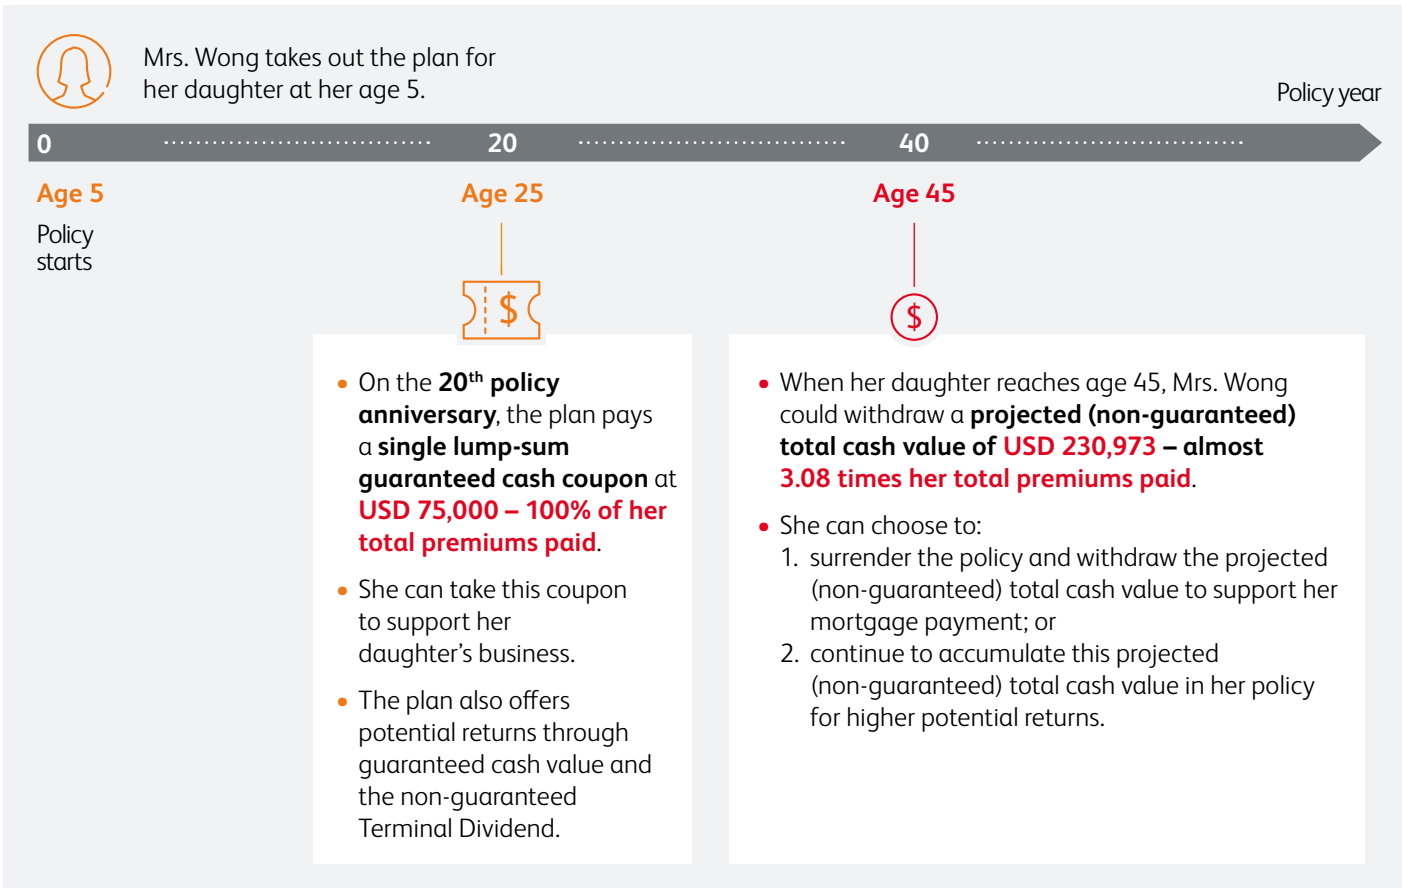 Mrs. Wong takes out the plan for
her daughter at her age 5.
Policy year
0
20
40
Age 5
Age 25
Age 45
Policy
starts
$
$
• On the 20th policy
anniversary, the plan pays
a single lump-sum
guaranteed cash coupon at
USD 75,000 – 100% of her
total premiums paid.
• She can take this coupon
to support her
daughter's business.
• The plan also offers
potential returns through
guaranteed cash value and
the non-guaranteed
Terminal Dividend.
• When her daughter reaches age 45, Mrs. Wong
could withdraw a projected (non-guaranteed)
total cash value of USD 230,973 – almost
3.08 times her total premiums paid.
• She can choose to:
1. surrender the policy and withdraw the projected
(non-guaranteed) total cash value to support her
mortgage payment; or
2. continue to accumulate this projected
(non-guaranteed) total cash value in her policy
for higher potential returns.